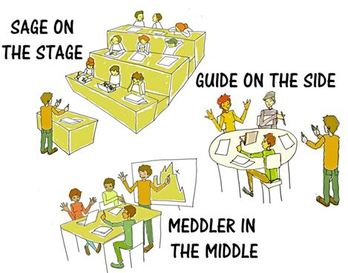 SAGE ON
THE STAGE
GUIDE ON THE SIDE
MEDDLER IN
THE MIDDLE